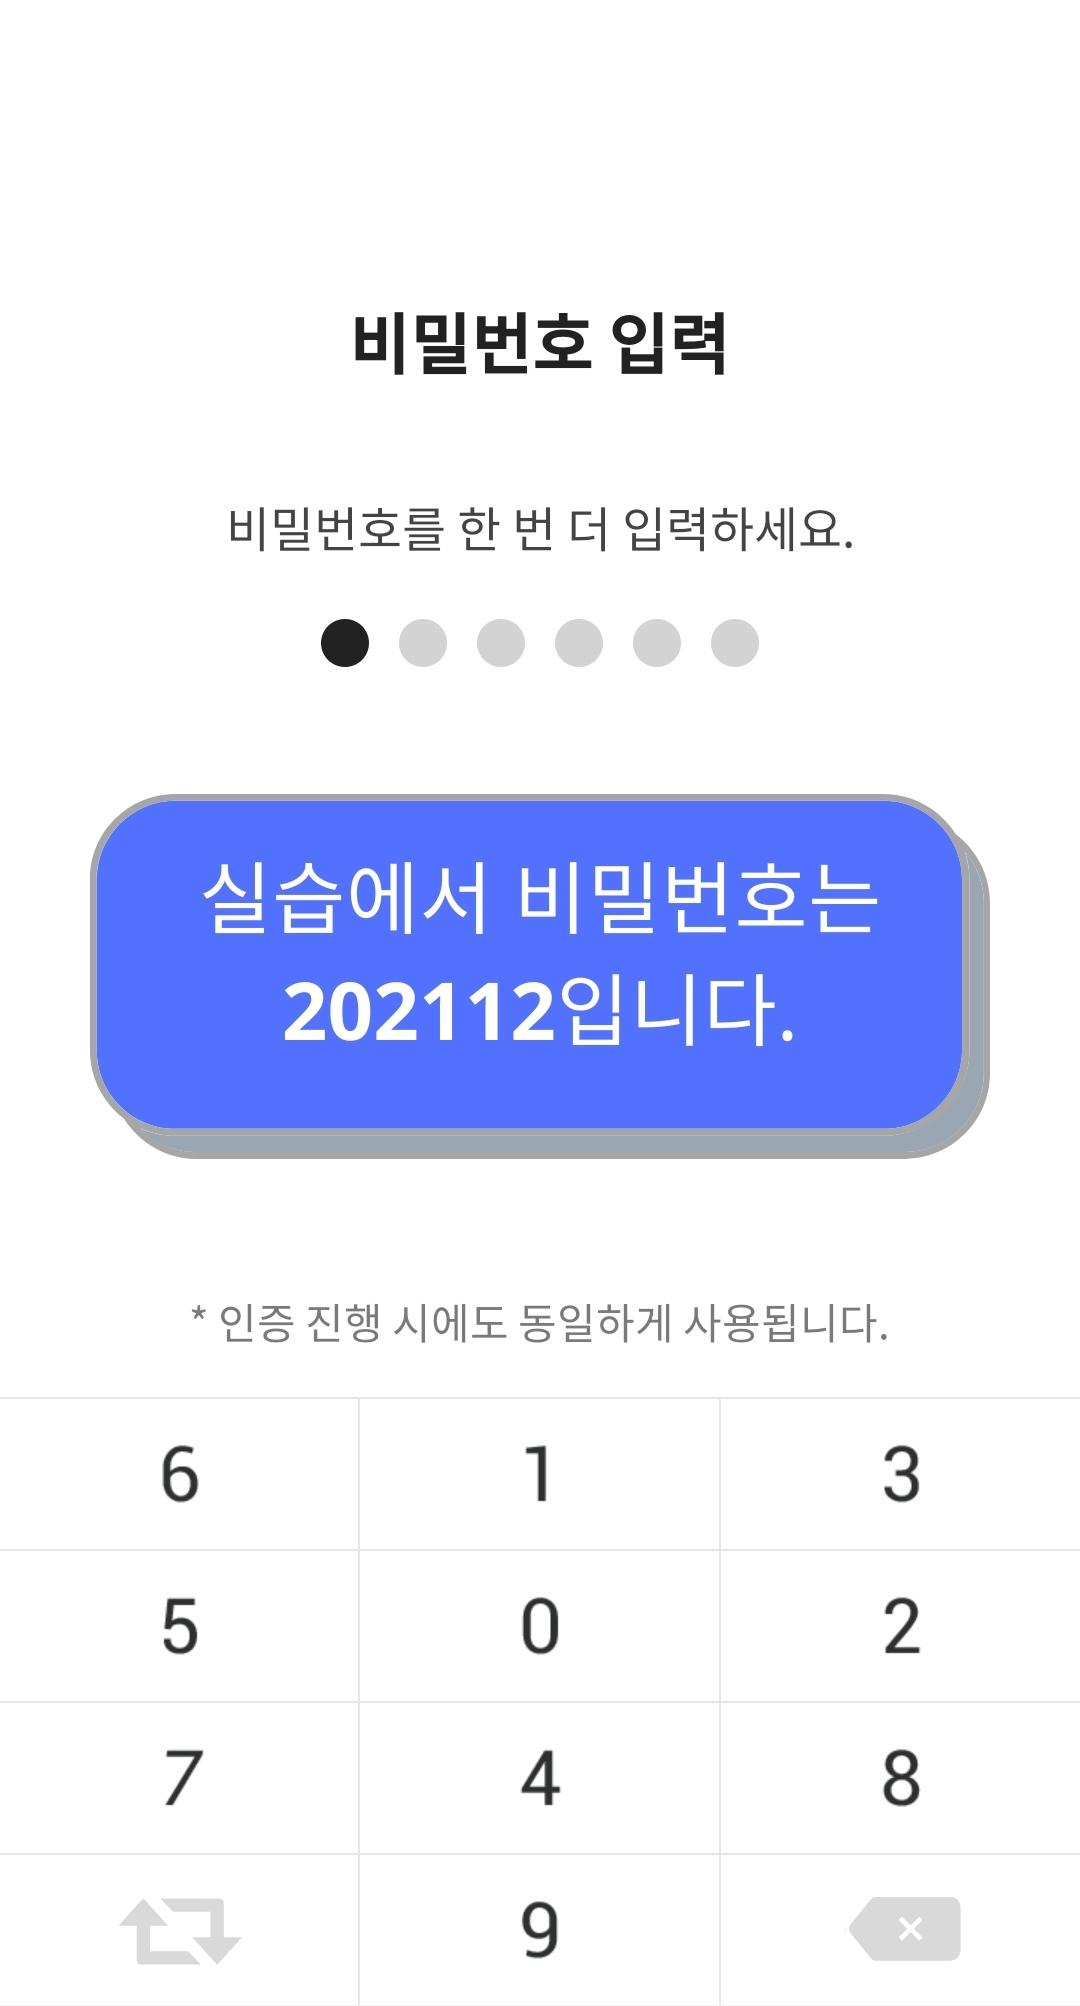 비밀번호 입력
비밀번호를 한 번 더 입력하세요.
실습에서 비밀번호는
202112입니다.
* 인증 진행 시에도 동일하게 사용됩니다.
6 1 3
5 0 2
7 4 8
9